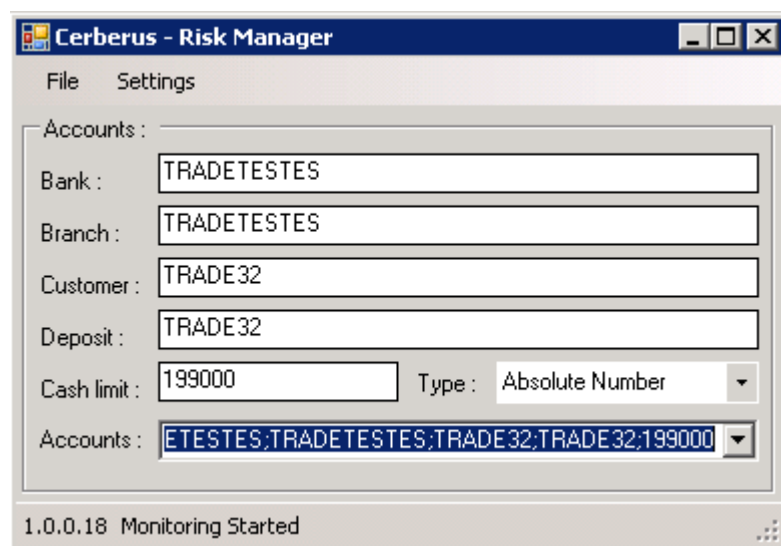 Cerberus - Risk Manager
File Settings
Accounts :
Bank : TRADETESTES
Branch : TRADETESTES
Customer : TRADE32
Deposit : TRADE32
Cash limit : 199000 Type : Absolute Number
Accounts : ETESTES;TRADETESTES;TRADE32;TRADE32;199000
1.0.0.18 Monitoring Started